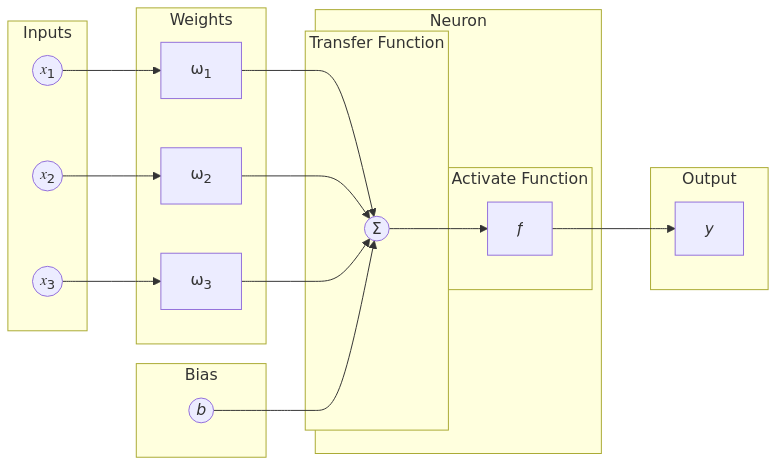 Inputs
x1
x2
x3
Weights
ω1
ω2
ω3
Bias
b
Neuron
Transfer Function
Σ
Activate Function
f
Output
y